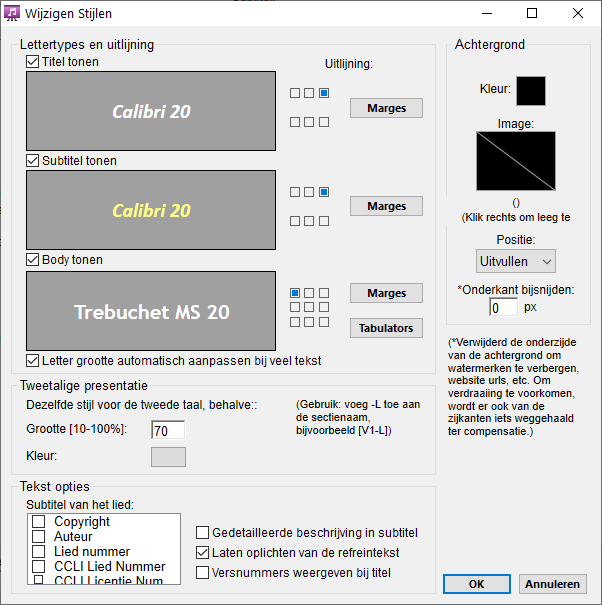 Wijzigen Stijlen
Lettertypes en uitlijning
Titel tonen
Uitlijning:
Calibri 20
Marges
Subtitel tonen
Calibri 20
Marges
Body tonen
Trebuchet MS 20
Marges
Tabulators
Letter grootte automatisch aanpassen bij veel tekst
Tweetalige presentatie
Dezelfde stijl voor de tweede taal, behalve::
Grootte [10-100%]:
70
Kleur:
(Gebruik: voeg -L toe aan
de sectienaam,
bijvoorbeeld [V1-L])
Tekst opties
Subtitel van het lied:
Copyright
Auteur
Lied nummer
CCLI Lied Nummer
CCLI Licentie Num
Gedetailleerde beschrijving in subtitel
Laten oplichten van de refreintekst
Versnummers weergeven bij titel
Achtergrond
Kleur:
Image:
()
(Klik rechts om leeg te
Positie:
Uitvullen
*Onderkant bijsnijden:
0 px
(*Verwijderd de onderzijde
van de achtergrond om
watermerken te verbergen,
website urls, etc. Om
verdraaiing te voorkomen,
wordt er ook van de
zijkanten iets weggehaald
ter compensatie.)
OK
Annuleren